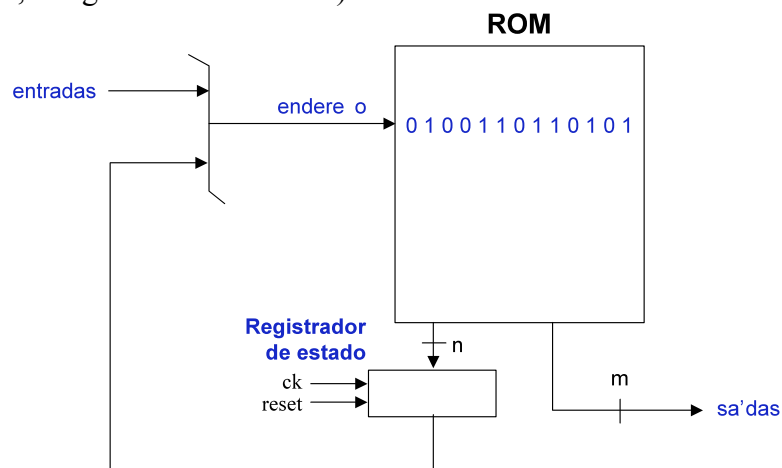 ROM
entradas
endere o
0 1 0 0 1 1 0 1 1 0 1 0 1
Registrador
de estado
n
ck
reset
m
sa’das